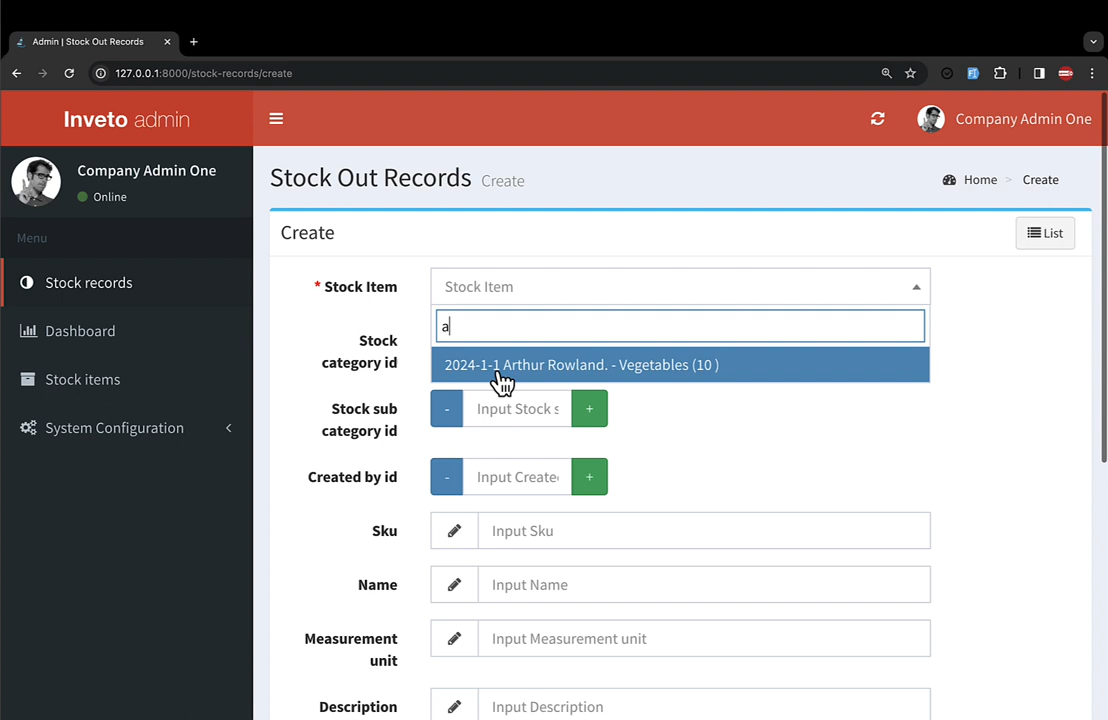 Admin | Stock Out Records
127.0.0.1:8000/stock-records/create
Inveto admin
Company Admin One
Company Admin One
Online
Menu
Stock records
Dashboard
Stock items
System Configuration
Stock Out Records Create
Home > Create
Create
List
* Stock Item
Stock Item
a
2024-1-1 Arthur Rowland. - Vegetables (10 )
Stock
category id
Stock sub
category id
- Input Stock s +
Created by id
- Input Create +
Sku
Input Sku
Name
Input Name
Measurement
unit
Input Measurement unit
Description
Input Description